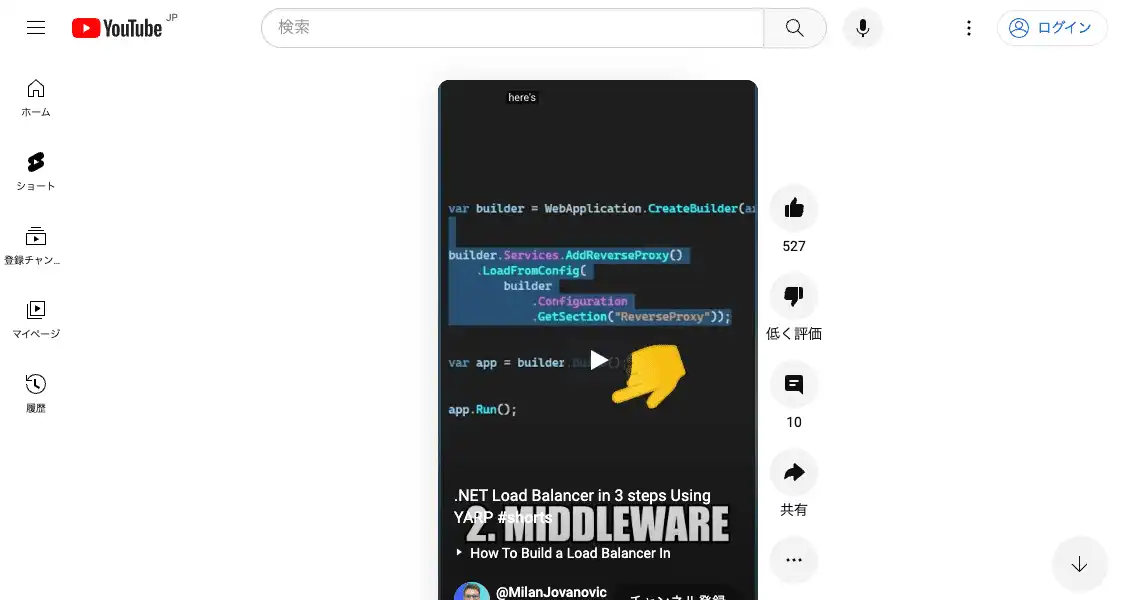 YouTube JP
検索
ログイン
ホーム
ショート
登録チャン...
マイページ
履歴
here's
var builder = WebApplication.CreateBuilder(
builder.Services.AddReverseProxy()
.LoadFromConfig(
builder
.Configuration
.GetSection("ReverseProxy"));
var app = builder.Build();
app.Run();
.NET Load Balancer in 3 steps Using
YARP #shorts
2. MIDDLEWARE
How To Build a Load Balancer In
@MilanJovanovic
チャンネル登録
527
低く評価
10
共有